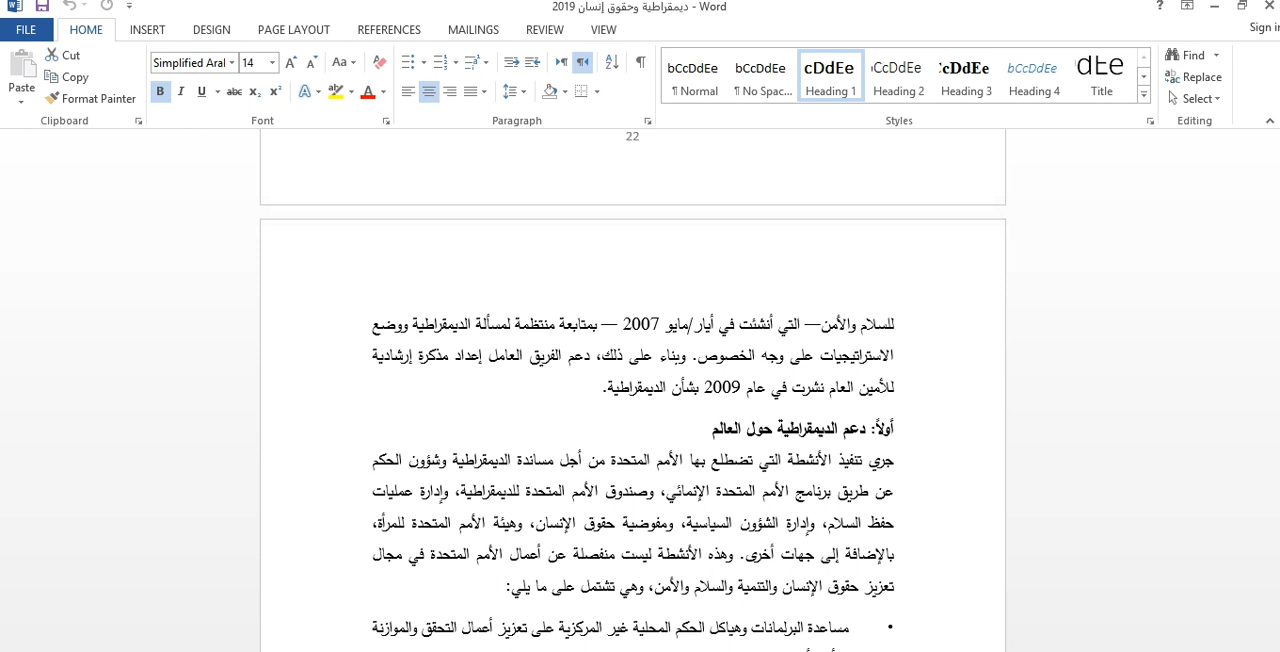 ديمقراطية وحقوق إنسان 2019 - Word
Sign in
FILE HOME INSERT DESIGN PAGE LAYOUT REFERENCES MAILINGS REVIEW VIEW
Paste
Cut
Copy
Format Painter
Clipboard
Simplified Aral 14
Font
Paragraph
bCcDdEe bCcDdEe cDdEe ıCcDdEe :cDdEe bCcDdEe dEe
¶ Normal ¶ No Spac... Heading 1 Heading 2 Heading 3 Heading 4 Title
Styles
Find
Replace
Select
Editing
22
للسلام والأمن— التي أنشئت في أيار/مايو 2007 — بمتابعة منتظمة لمسألة الديمقراطية ووضع
الاستراتيجيات على وجه الخصوص. وبناء على ذلك، دعم الفريق العامل إعداد مذكرة إرشادية
للأمين العام نشرت في عام 2009 بشأن الديمقراطية.
أولاً: دعم الديمقراطية حول العالم
جري تنفيذ الأنشطة التي تضطلع بها الأمم المتحدة من أجل مساندة الديمقراطية وشؤون الحكم
عن طريق برنامج الأمم المتحدة الإنمائي، وصندوق الأمم المتحدة للديمقراطية، وإدارة عمليات
حفظ السلام، وإدارة الشؤون السياسية، ومفوضية حقوق الإنسان، وهيئة الأمم المتحدة للمرأة،
بالإضافة إلى جهات أخرى. وهذه الأنشطة ليست منفصلة عن أعمال الأمم المتحدة في مجال
تعزيز حقوق الإنسان والتنمية والسلام والأمن، وهي تشتمل على ما يلي:
• مساعدة البرلمانات وهياكل الحكم المحلية غير المركزية على تعزيز أعمال التحقق والموازنة